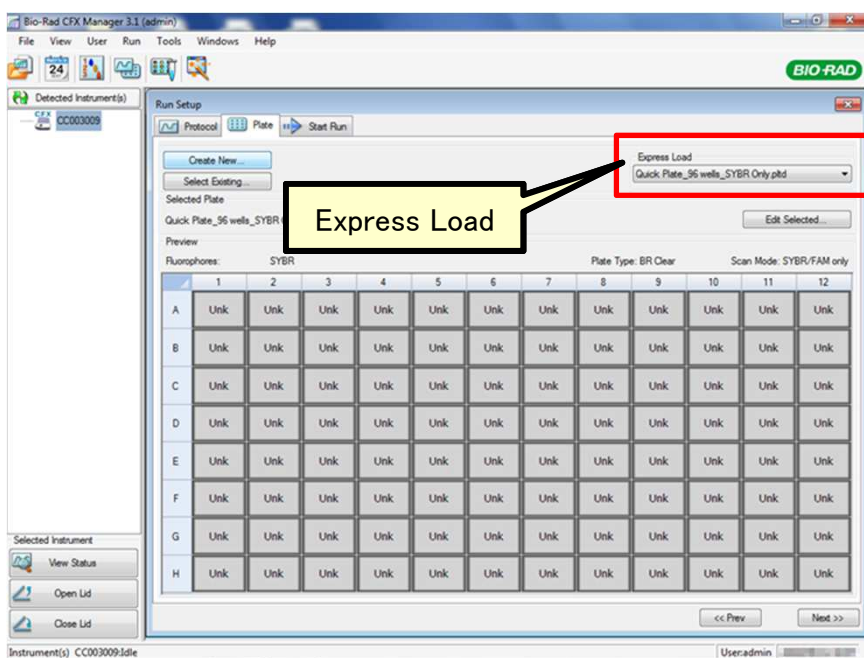 Bio-Rad CFX Manager 3.1 (admin)
File View User Run Tools Windows Help
24
BIO-RAD
Detected Instrument(s)
CFX
CC003009
Run Setup
Protocol Plate Start Run
Create New...
Select Existing...
Express Load
Quick Plate_96 wells_SYBR Only.pltd
Express Load
Selected Plate
Quick Plate_96 wells_SYBR
Edit Selected...
Preview
Fluorophores: SYBR Plate Type: BR Clear Scan Mode: SYBR/FAM only
1 2 3 4 5 6 7 8 9 10 11 12
A Unk Unk Unk Unk Unk Unk Unk Unk Unk Unk Unk Unk
B Unk Unk Unk Unk Unk Unk Unk Unk Unk Unk Unk Unk
C Unk Unk Unk Unk Unk Unk Unk Unk Unk Unk Unk Unk
D Unk Unk Unk Unk Unk Unk Unk Unk Unk Unk Unk Unk
E Unk Unk Unk Unk Unk Unk Unk Unk Unk Unk Unk Unk
F Unk Unk Unk Unk Unk Unk Unk Unk Unk Unk Unk Unk
G Unk Unk Unk Unk Unk Unk Unk Unk Unk Unk Unk Unk
H Unk Unk Unk Unk Unk Unk Unk Unk Unk Unk Unk Unk
Selected Instrument
View Status
Open Lid
Close Lid
<< Prev Next >>
Instrument(s) CC003009:Idle
User:admin